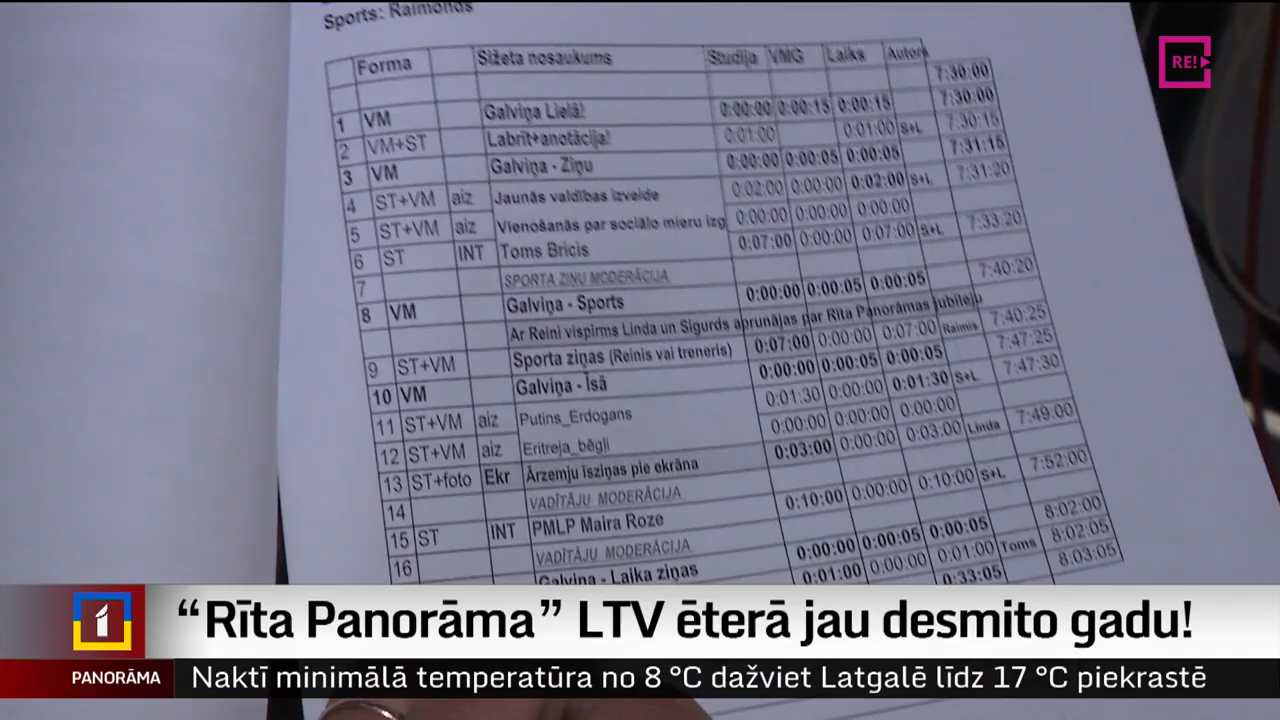 Sports: Raimonds
RE!
Forma Sižeta nosaukums Studija VMG Laiks Autori
7:30:00
1 VM Galviņa Lielā! 0:00:00 0:00:15 0:00:15 7:30:00
2 VM+ST Labrīt+anotācija! 0:01:00 0:01:00 S+L 7:30:15
3 VM Galviņa - Ziņu 0:00:00 0:00:05 0:00:05 7:31:15
4 ST+VM aiz Jaunās valdības izveide 0:02:00 0:00:00 0:02:00 S+L 7:31:20
5 ST+VM aiz Vienošanās par sociālo mieru izg 0:00:00 0:00:00 0:00:00
6 ST INT Toms Bricis 0:07:00 0:00:00 0:07:00 S+L 7:33:20
7 SPORTA ZIŅU MODERĀCIJA
8 VM Galviņa - Sports 0:00:00 0:00:05 0:00:05 7:40:20
Ar Reini vispirms Linda un Sigurds aprunājas par Rīta Panorāmas jubileju
9 ST+VM Sporta ziņas (Reinis vai treneris) 0:07:00 0:00:00 0:07:00 Raimis 7:40:25
10 VM Galviņa - Īsā 0:00:00 0:00:05 0:00:05 7:47:25
11 ST+VM aiz Putins_Erdogans 0:01:30 0:00:00 0:01:30 S+L 7:47:30
12 ST+VM aiz Eritreja_bēgļi 0:00:00 0:00:00 0:00:00
13 ST+foto Ekr Ārzemju īsziņas pie ekrāna 0:03:00 0:00:00 0:03:00 Linda 7:49:00
14 VADĪTĀJU MODERĀCIJA
15 ST INT PMLP Maira Roze 0:10:00 0:00:00 0:10:00 S+L 7:52:00
16 VADĪTĀJU MODERĀCIJA
Galviņa - Laika ziņas 0:00:00 0:00:05 0:00:05 8:02:00
0:01:00 0:00:00 0:01:00 Toms 8:02:05
0:33:05 8:03:05
1 “Rīta Panorāma” LTV ēterā jau desmito gadu!
PANORĀMA Naktī minimālā temperatūra no 8 °C dažviet Latgalē līdz 17 °C piekrastē